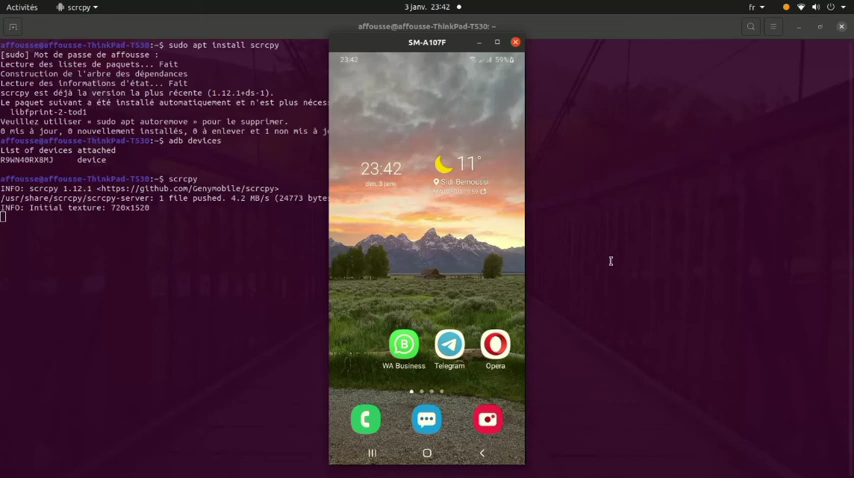 Activités
scrcpy
3 janv. 23:42
fr
affousse@affousse-ThinkPad-T530: ~
affousse@affousse-ThinkPad-T530:~$ sudo apt install scrcpy
[sudo] Mot de passe de affousse :
Lecture des listes de paquets... Fait
Construction de l'arbre des dépendances
Lecture des informations d'état... Fait
scrcpy est déjà la version la plus récente (1.12.1+ds-1).
Le paquet suivant a été installé automatiquement et n'est plus néces
libfprint-2-tod1
Veuillez utiliser « sudo apt autoremove » pour le supprimer.
0 mis à jour, 0 nouvellement installés, 0 à enlever et 1 non mis à j
affousse@affousse-ThinkPad-T530:~$ adb devices
List of devices attached
R9WN40RX8MJ device
affousse@affousse-ThinkPad-T530:~$ scrcpy
INFO: scrcpy 1.12.1 <https://github.com/Genymobile/scrcpy>
/usr/share/scrcpy/scrcpy-server: 1 file pushed. 4.2 MB/s (24773 byte
INFO: Initial texture: 720x1520
SM-A107F
23:42
59%
23:42
dim. 3 janv.
11°
Sidi Bernoussi
WA Business
Telegram
Opera